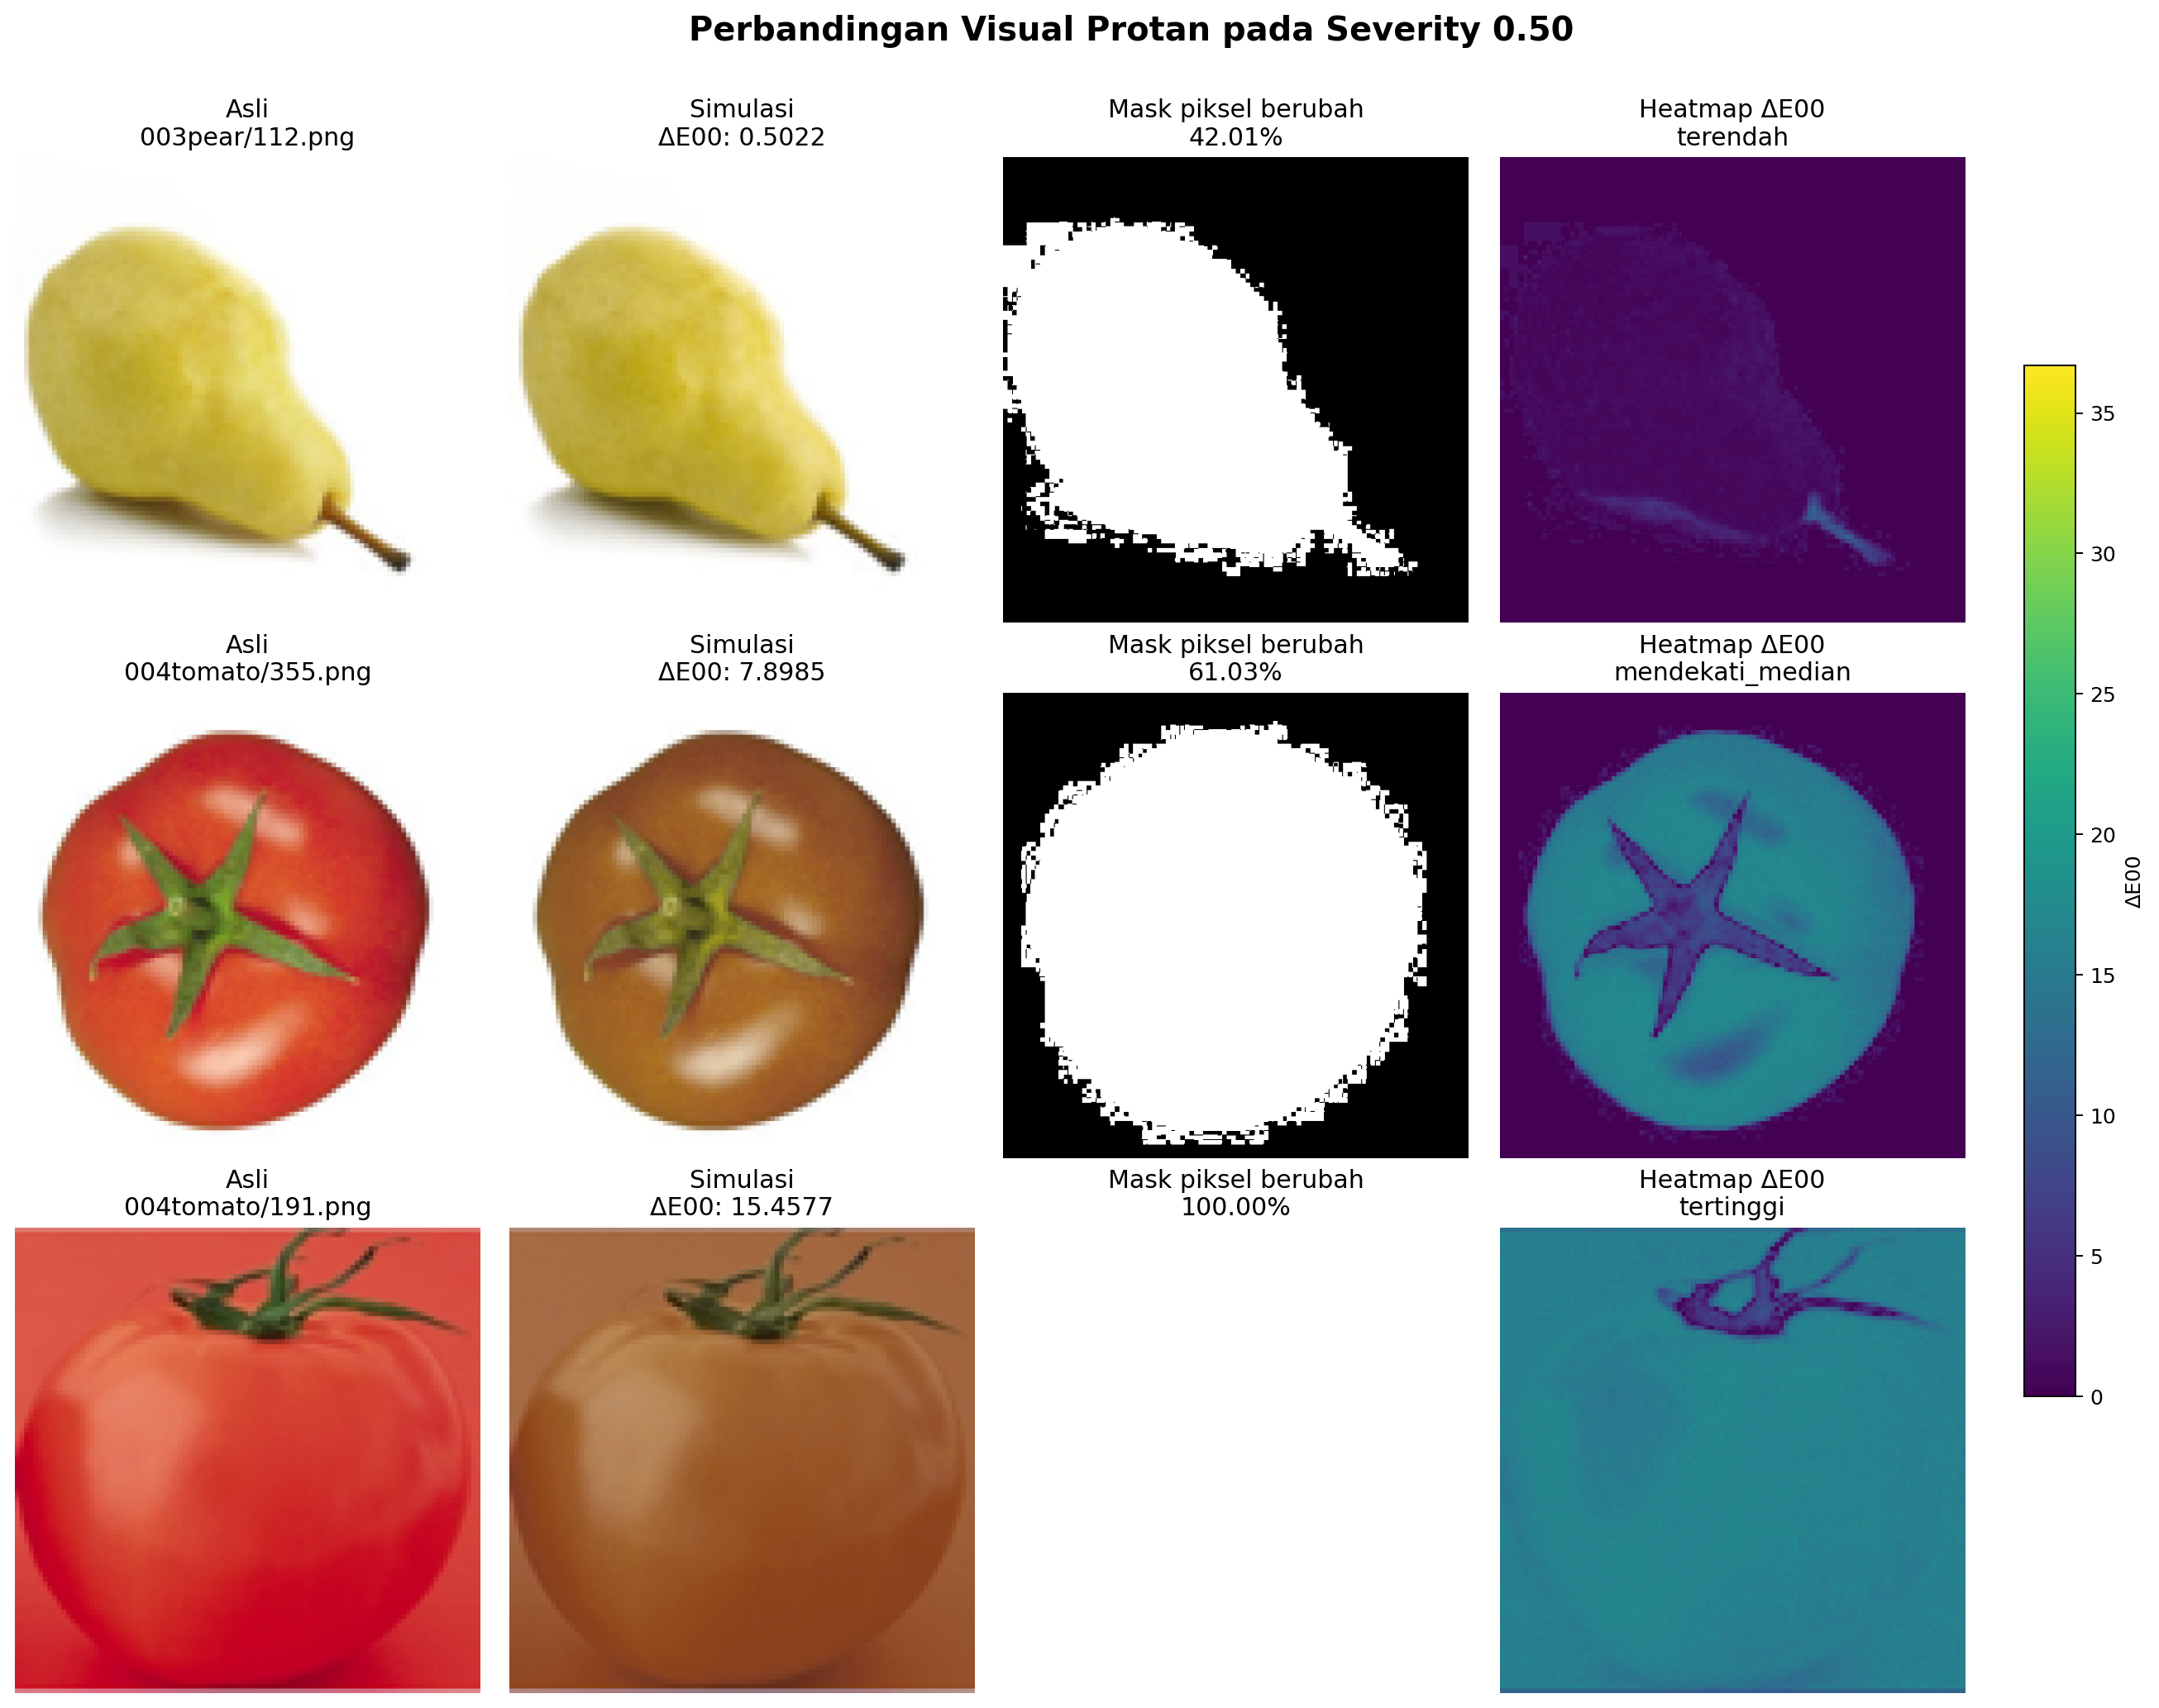 Perbandingan Visual Protan pada Severity 0.50
Asli
003pear/112.png
Simulasi
ΔE00: 0.5022
Mask piksel berubah
42.01%
Heatmap ΔE00
terendah
Asli
004tomato/355.png
Simulasi
ΔE00: 7.8985
Mask piksel berubah
61.03%
Heatmap ΔE00
mendekati_median
Asli
004tomato/191.png
Simulasi
ΔE00: 15.4577
Mask piksel berubah
100.00%
Heatmap ΔE00
tertinggi
35
30
25
20
15
10
5
0
ΔE00